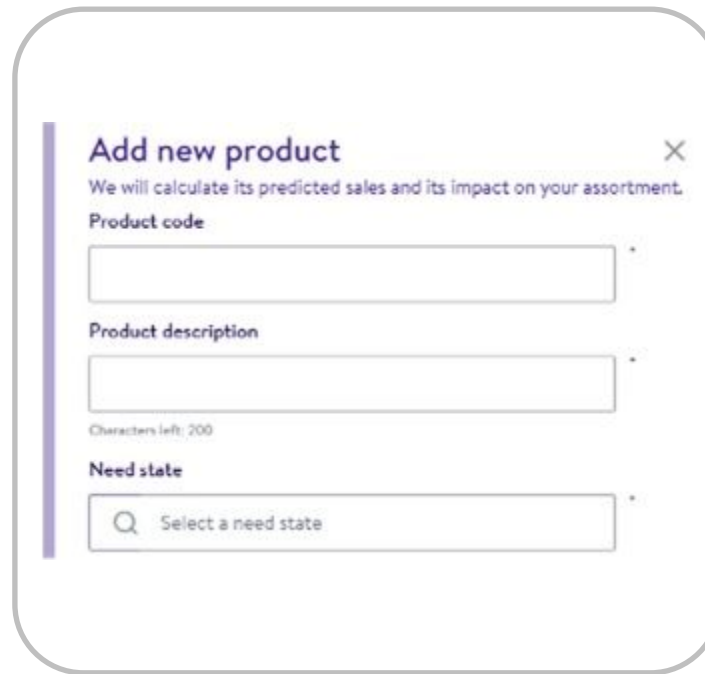 Add new product
We will calculate its predicted sales and its impact on your assortment.
Product code
*
Product description
*
Characters left: 200
Need state
*
Select a need state